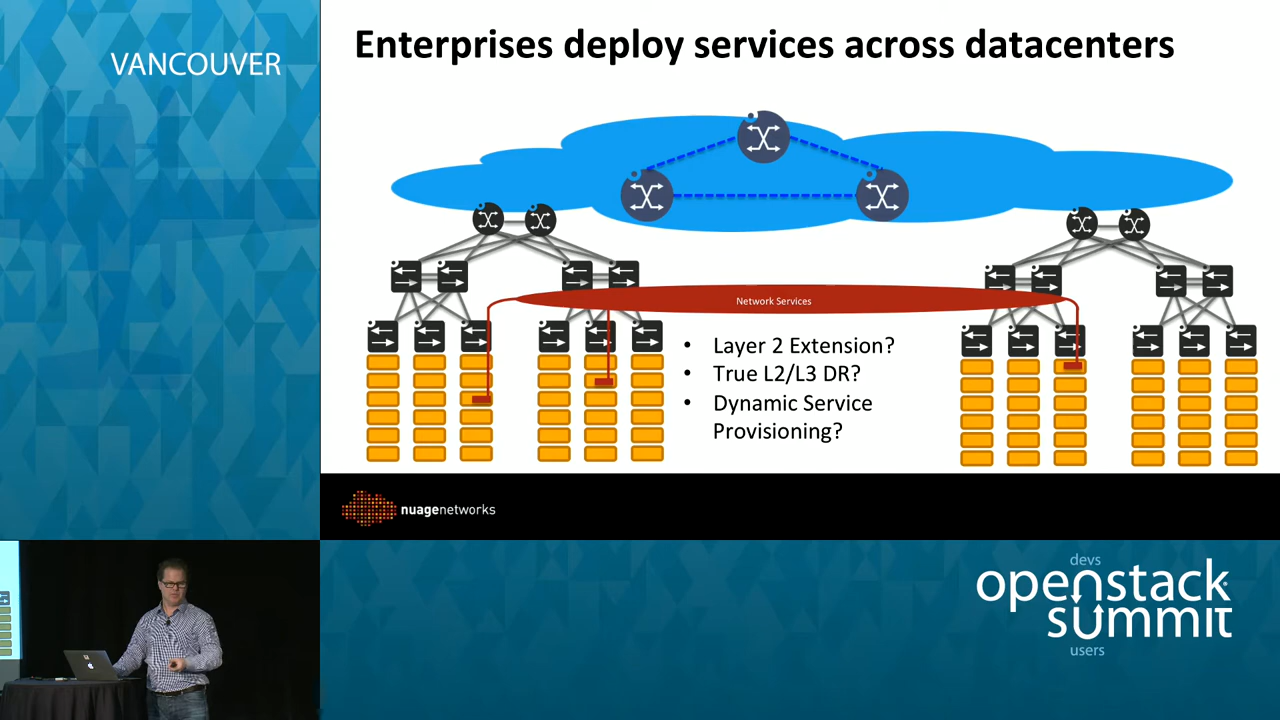 VANCOUVER
Enterprises deploy services across datacenters
Network Services
• Layer 2 Extension?
• True L2/L3 DR?
• Dynamic Service
Provisioning?
nuagenetworks
devs
openstack
summit
users